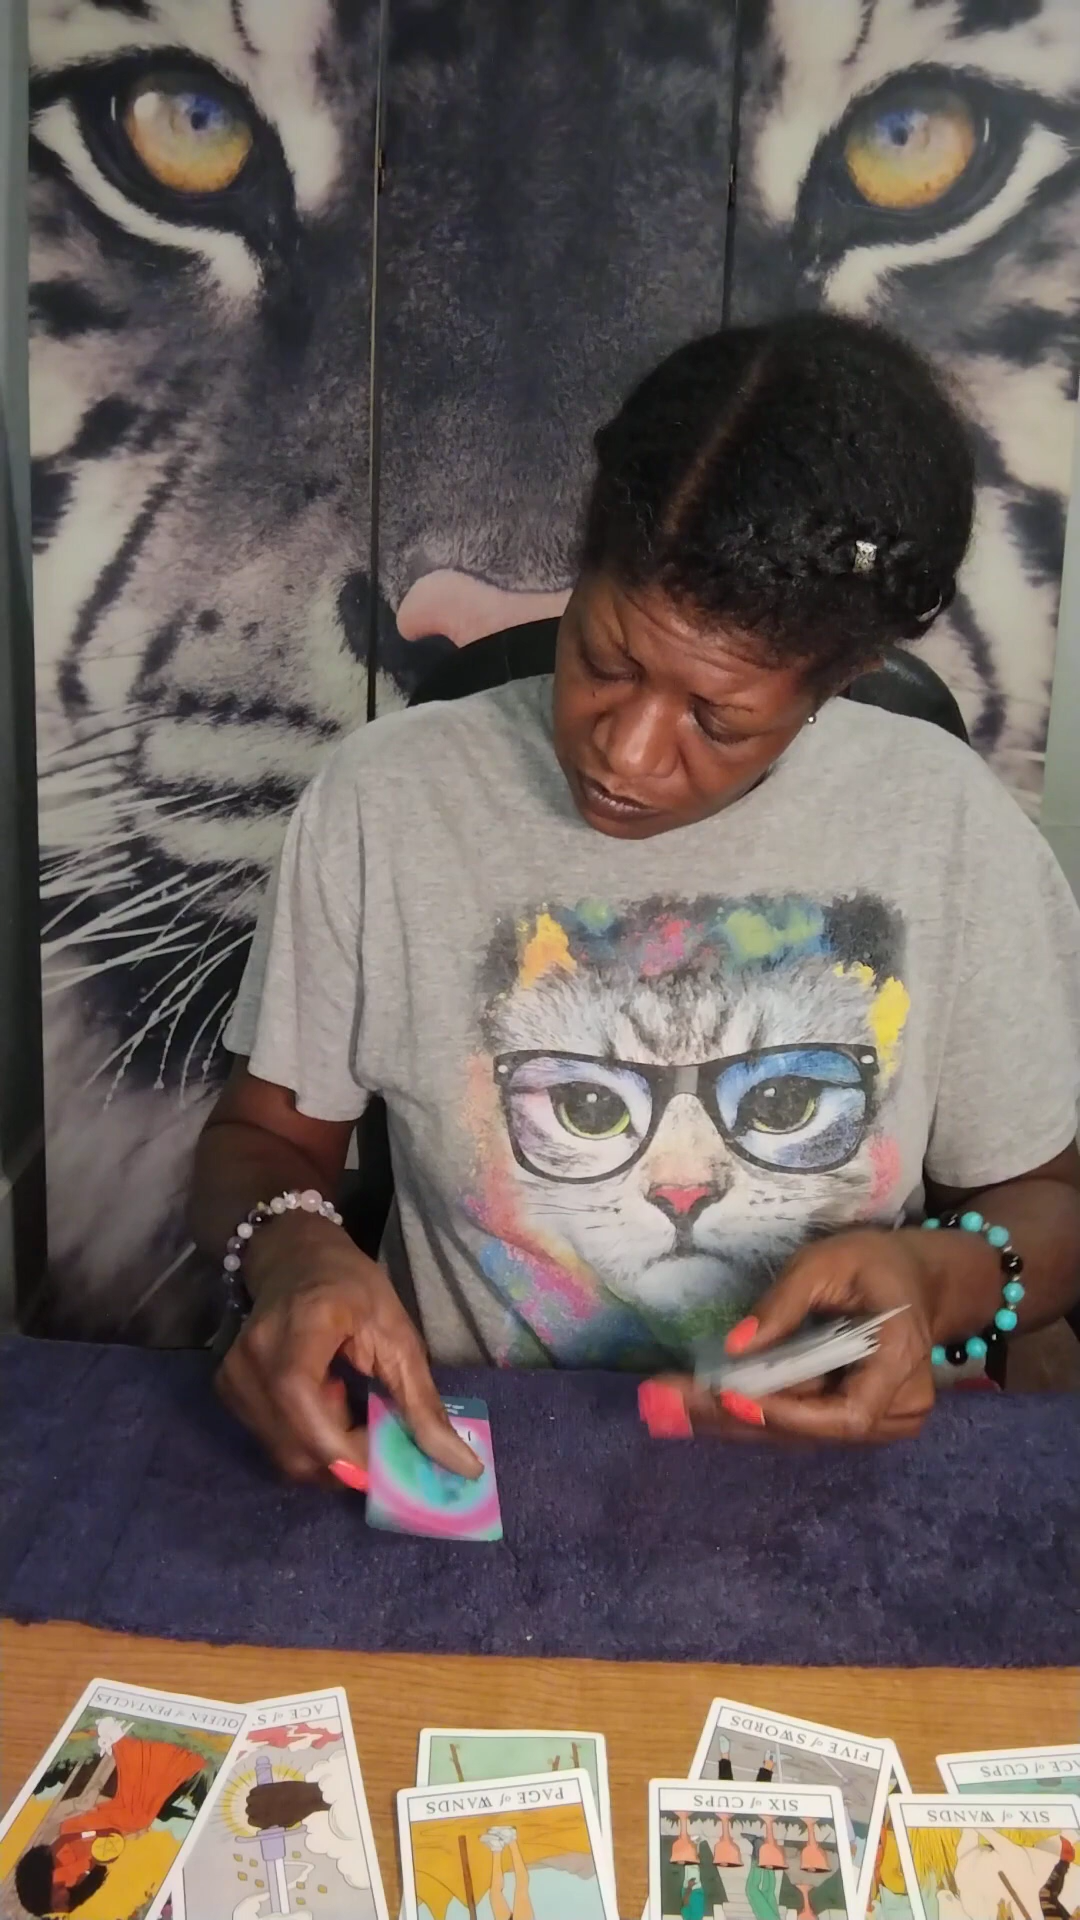 QUEEN of PENTACLES
ACE of S
PAGE of WANDS
FIVE of SWORDS
SIX of CUPS
ACE of CUPS
SIX of WANDS